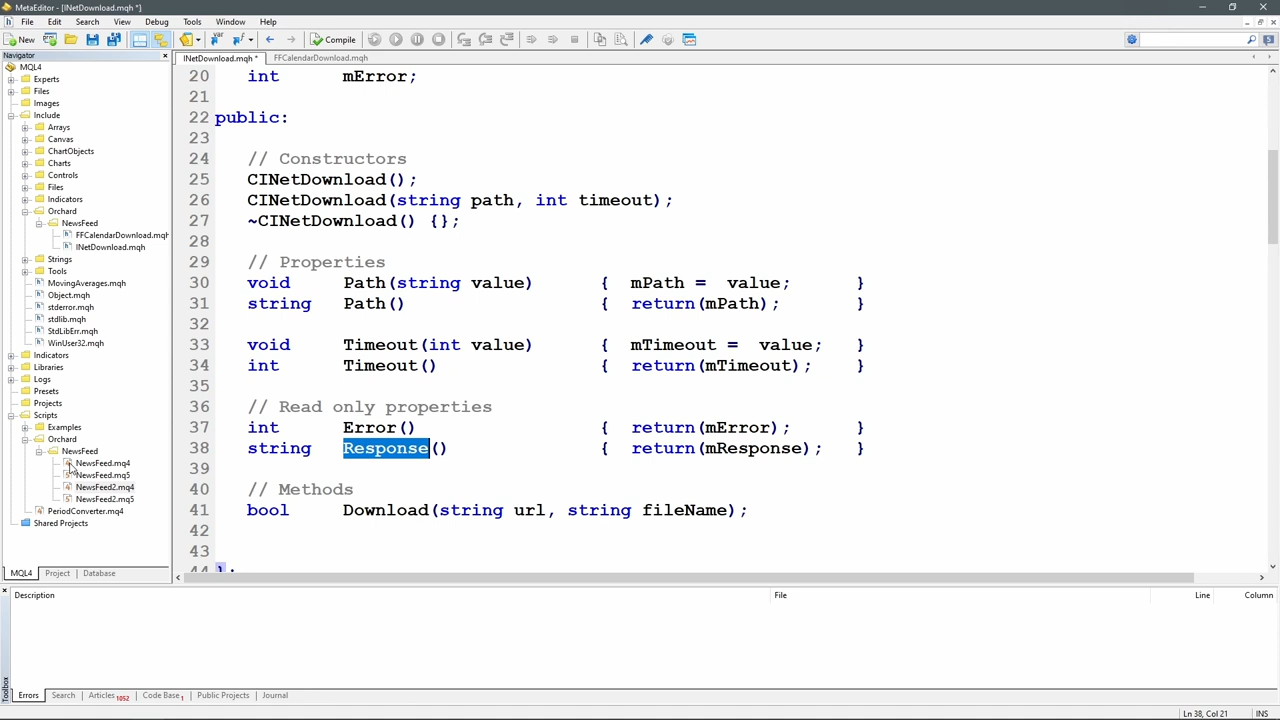 MetaEditor - [INetDownload.mqh *]
File Edit Search View Debug Tools Window Help
New var Compile
Navigator
INetDownload.mqh * FFCalendarDownload.mqh
MQL4
Experts
Files
Images
Include
Arrays
Canvas
ChartObjects
Charts
Controls
Files
Indicators
Orchard
NewsFeed
FFCalendarDownload.mqh
INetDownload.mqh
Strings
Tools
MovingAverages.mqh
Object.mqh
stderror.mqh
stdlib.mqh
StdLibErr.mqh
WinUser32.mqh
Indicators
Libraries
Logs
Presets
Projects
Scripts
Examples
Orchard
NewsFeed
NewsFeed.mq4
NewsFeed.mq5
NewsFeed2.mq4
NewsFeed2.mq5
PeriodConverter.mq4
Shared Projects
MQL4 Project Database
20 int mError;
21
22 public:
23
24 // Constructors
25 CINetDownload();
26 CINetDownload(string path, int timeout);
27 ~CINetDownload() {};
28
29 // Properties
30 void Path(string value) { mPath = value; }
31 string Path() { return(mPath); }
32
33 void Timeout(int value) { mTimeout = value; }
34 int Timeout() { return(mTimeout); }
35
36 // Read only properties
37 int Error() { return(mError); }
38 string Response() { return(mResponse); }
39
40 // Methods
41 bool Download(string url, string fileName);
42
43
44 };
Description File Line Column
Toolbox
Errors Search Articles 1052 Code Base 1 Public Projects Journal
Ln 38, Col 21 INS